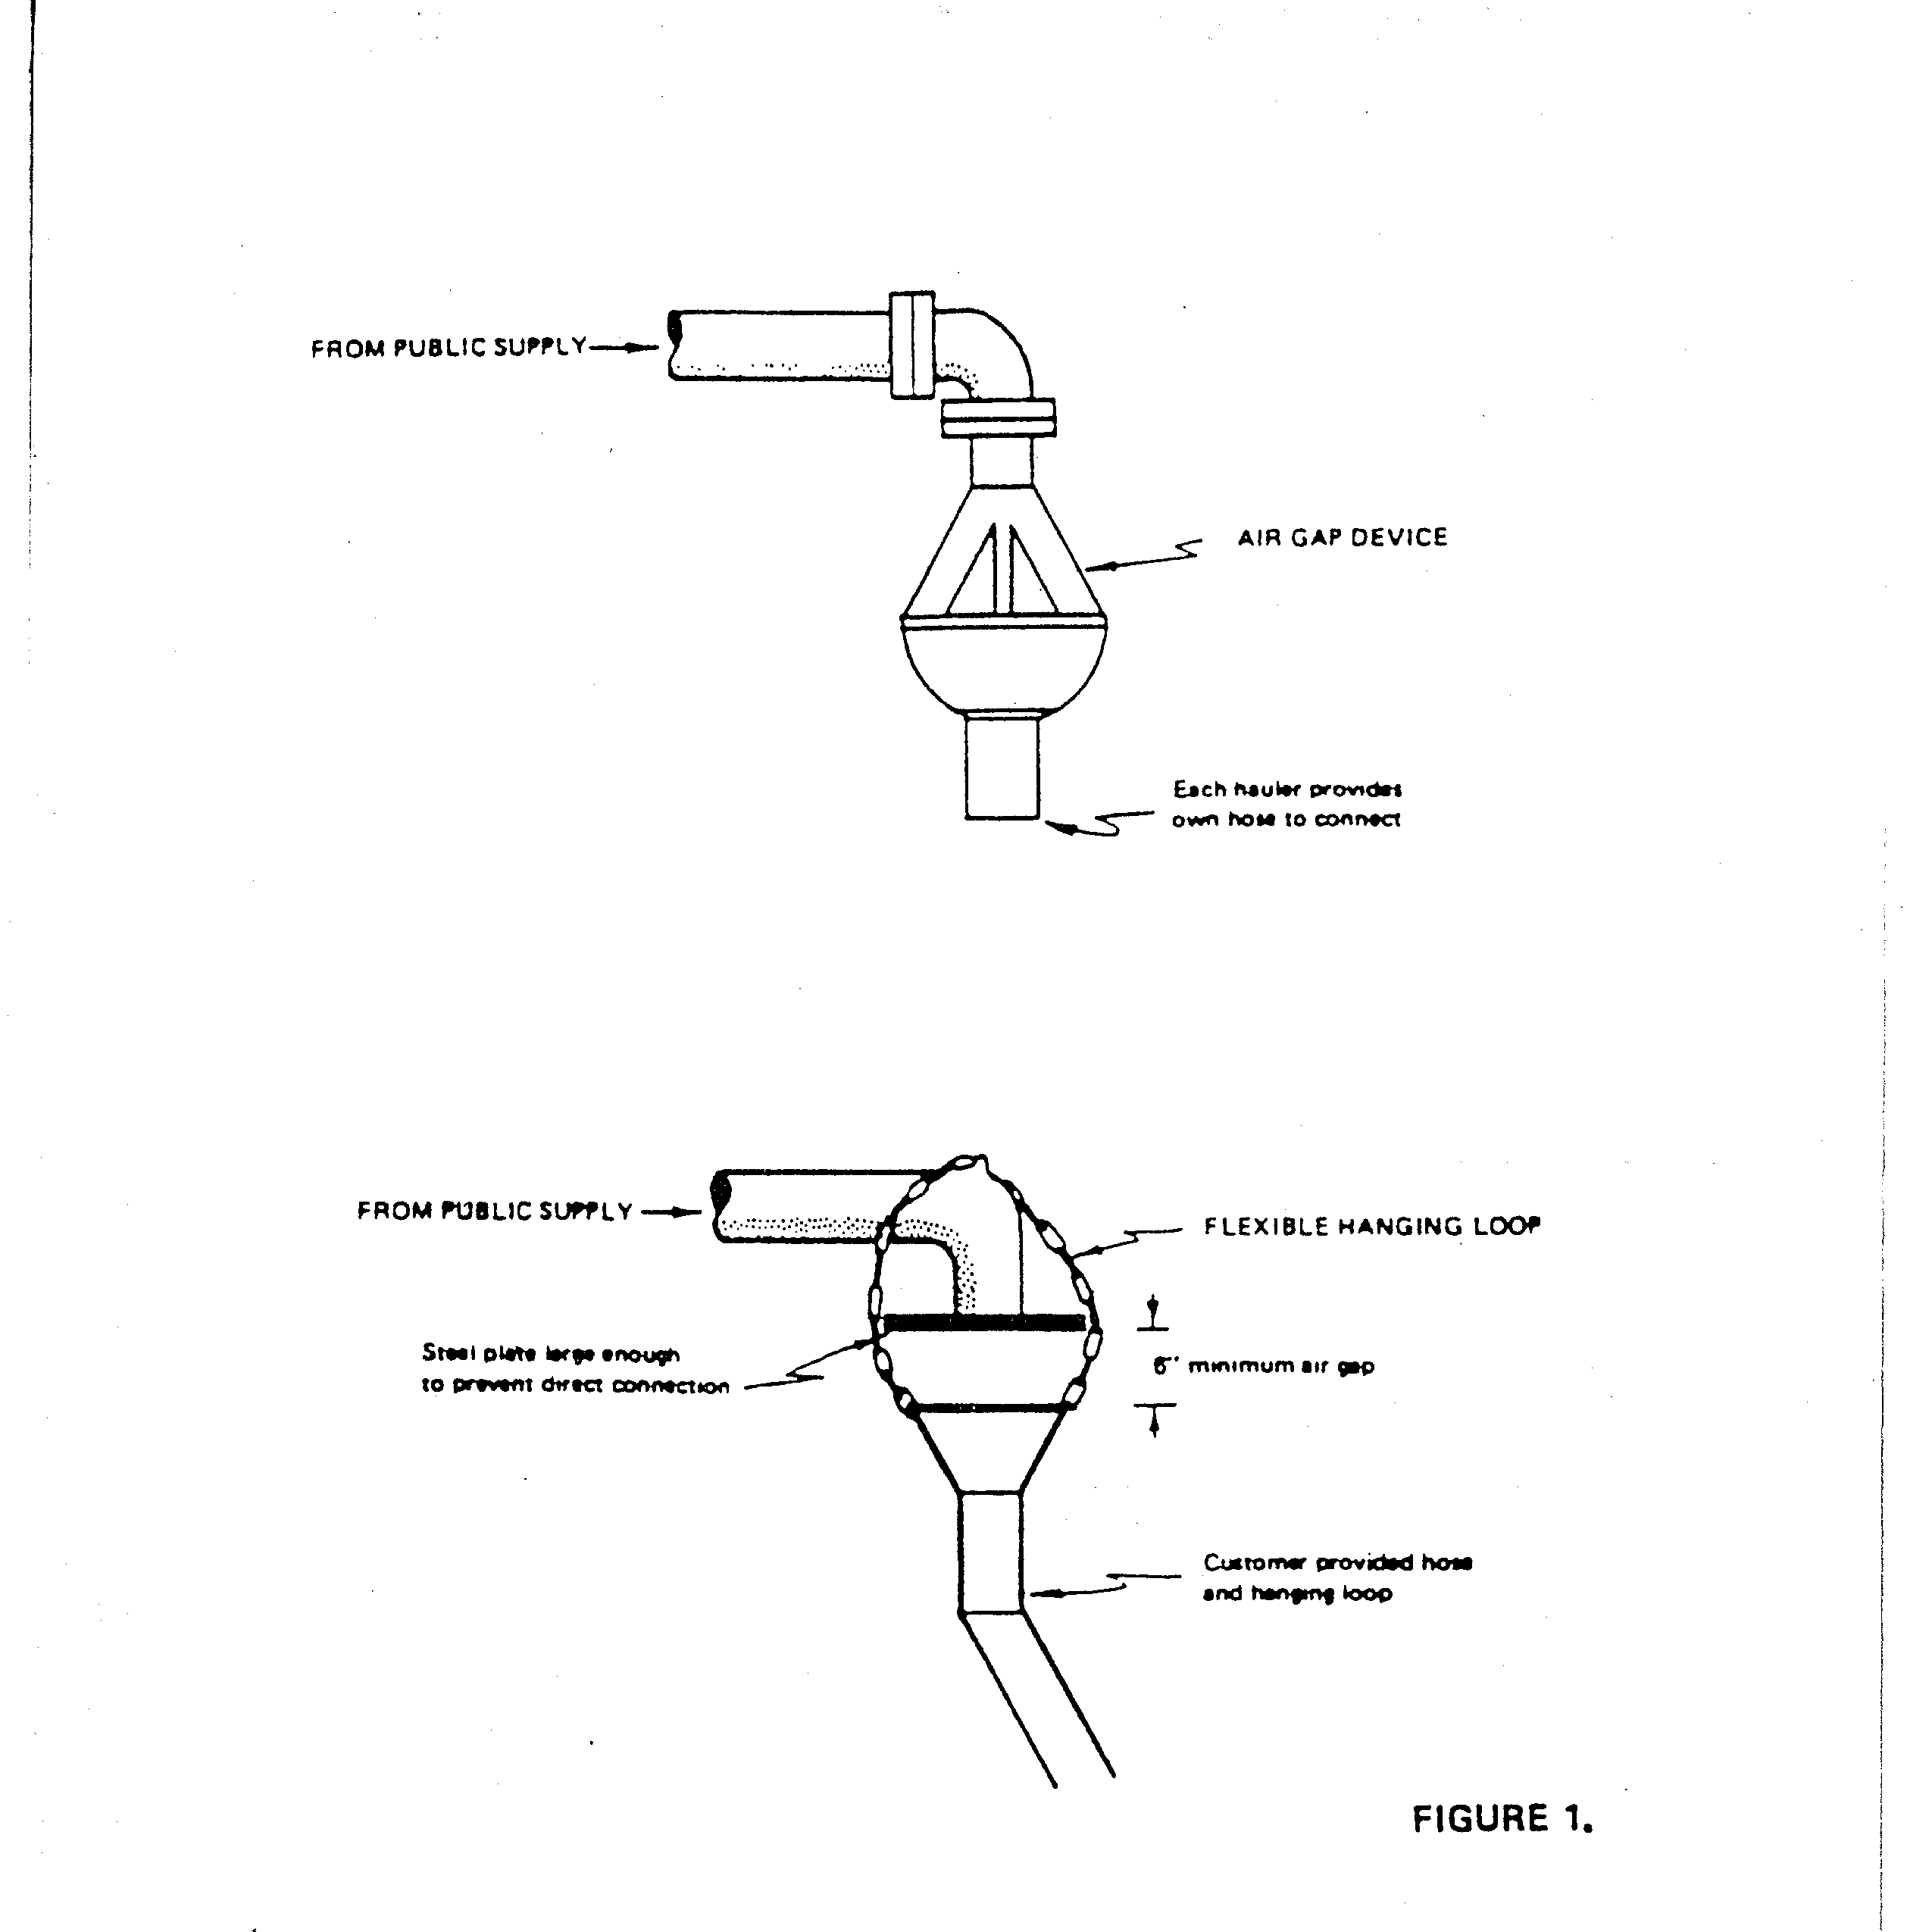 FROM PUBLIC SUPPLY
AIR GAP DEVICE
Each hauler provides
own hose to connect
FROM PUBLIC SUPPLY
FLEXIBLE HANGING LOOP
Steel plate large enough
to prevent direct connection
6" minimum air gap
Customer provided hose
and hanging loop
FIGURE 1.